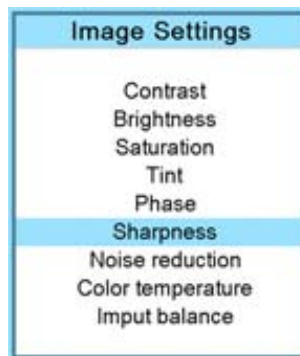 Image Settings
Contrast
Brightness
Saturation
Tint
Phase
Sharpness
Noise reduction
Color temperature
Imput balance